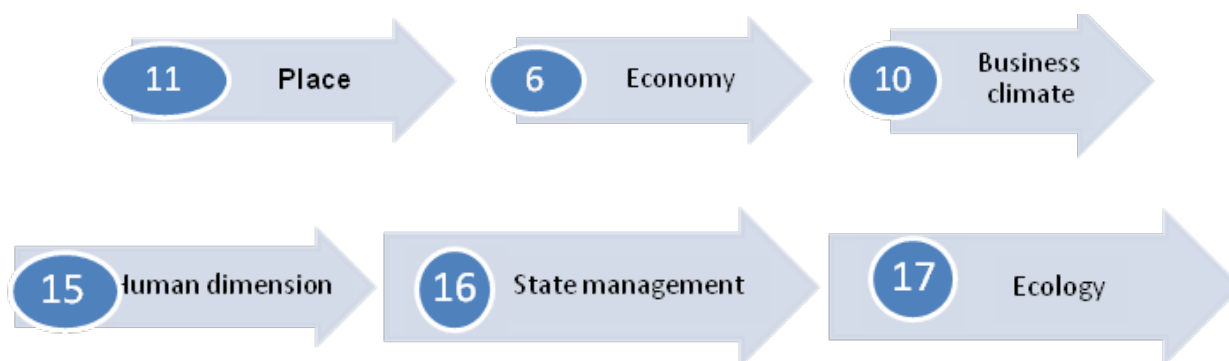 11 Place
6 Economy
10 Business
climate
15 Human dimension
16 State management
17 Ecology